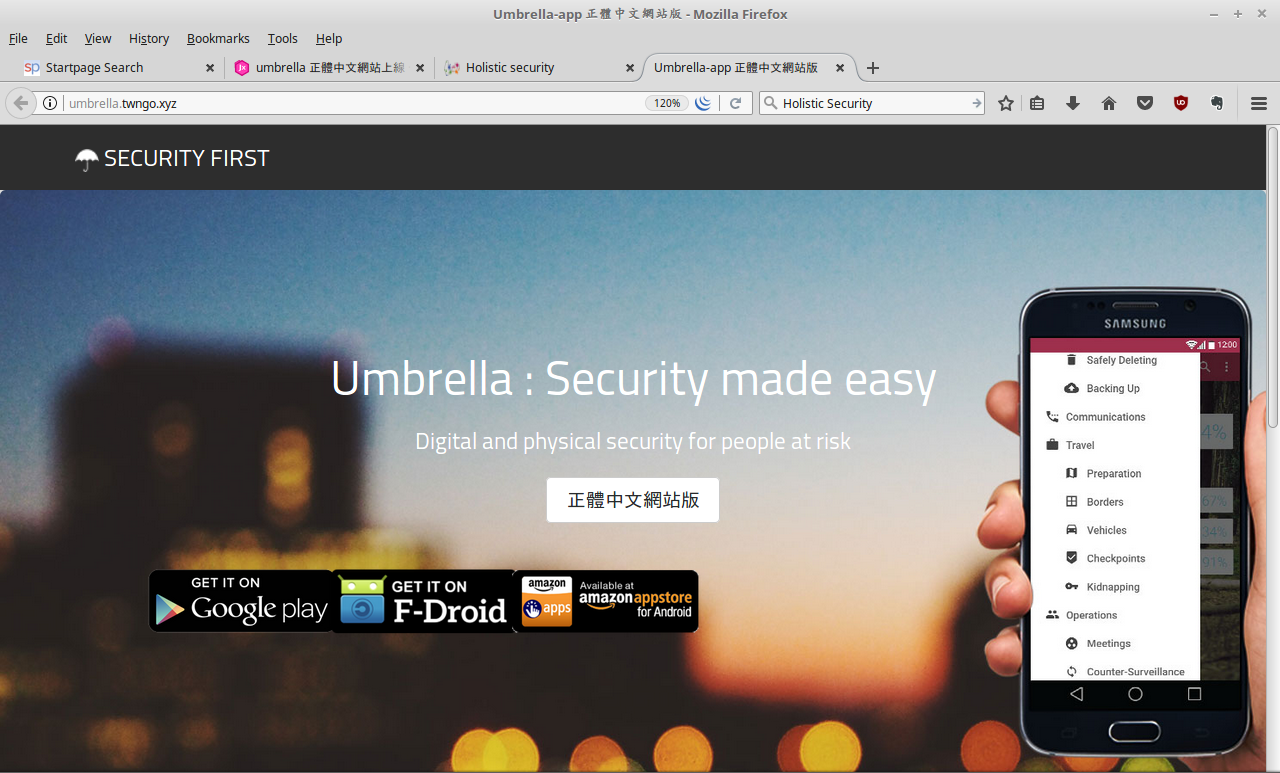 Umbrella-app 正體中文網站版 - Mozilla Firefox
File Edit View History Bookmarks Tools Help
Startpage Search
umbrella 正體中文網站上線
Holistic security
Umbrella-app 正體中文網站版
umbrella.twngo.xyz
120%
Holistic Security
SECURITY FIRST
Umbrella : Security made easy
Digital and physical security for people at risk
正體中文網站版
GET IT ON
Google play
GET IT ON
F-Droid
amazon
apps
Available at
amazon appstore
for Android
SAMSUNG
12:00
Safely Deleting
Backing Up
Communications
4%
Travel
Preparation
Borders
67%
Vehicles
34%
Checkpoints
91%
Kidnapping
Operations
Meetings
Counter-Surveillance